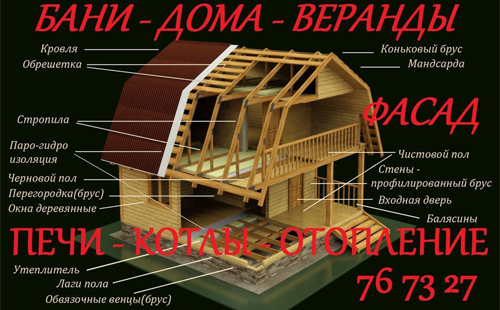 БАНИ - ДОМА - ВЕРАНДЫ
Кровля
Обрешетка
Коньковый брус
Мансарда
Стропила
ФАСАД
Паро-гидро
изоляция
Черновой пол
Перегородка(брус)
Окна деревянные
Чистовой пол
Стены -
профилированный брус
Входная дверь
Балясины
ПЕЧИ - КОТЛЫ - ОТОПЛЕНИЕ
Утеплитель
Лаги пола
Обвязочные венцы(брус)
76 73 27